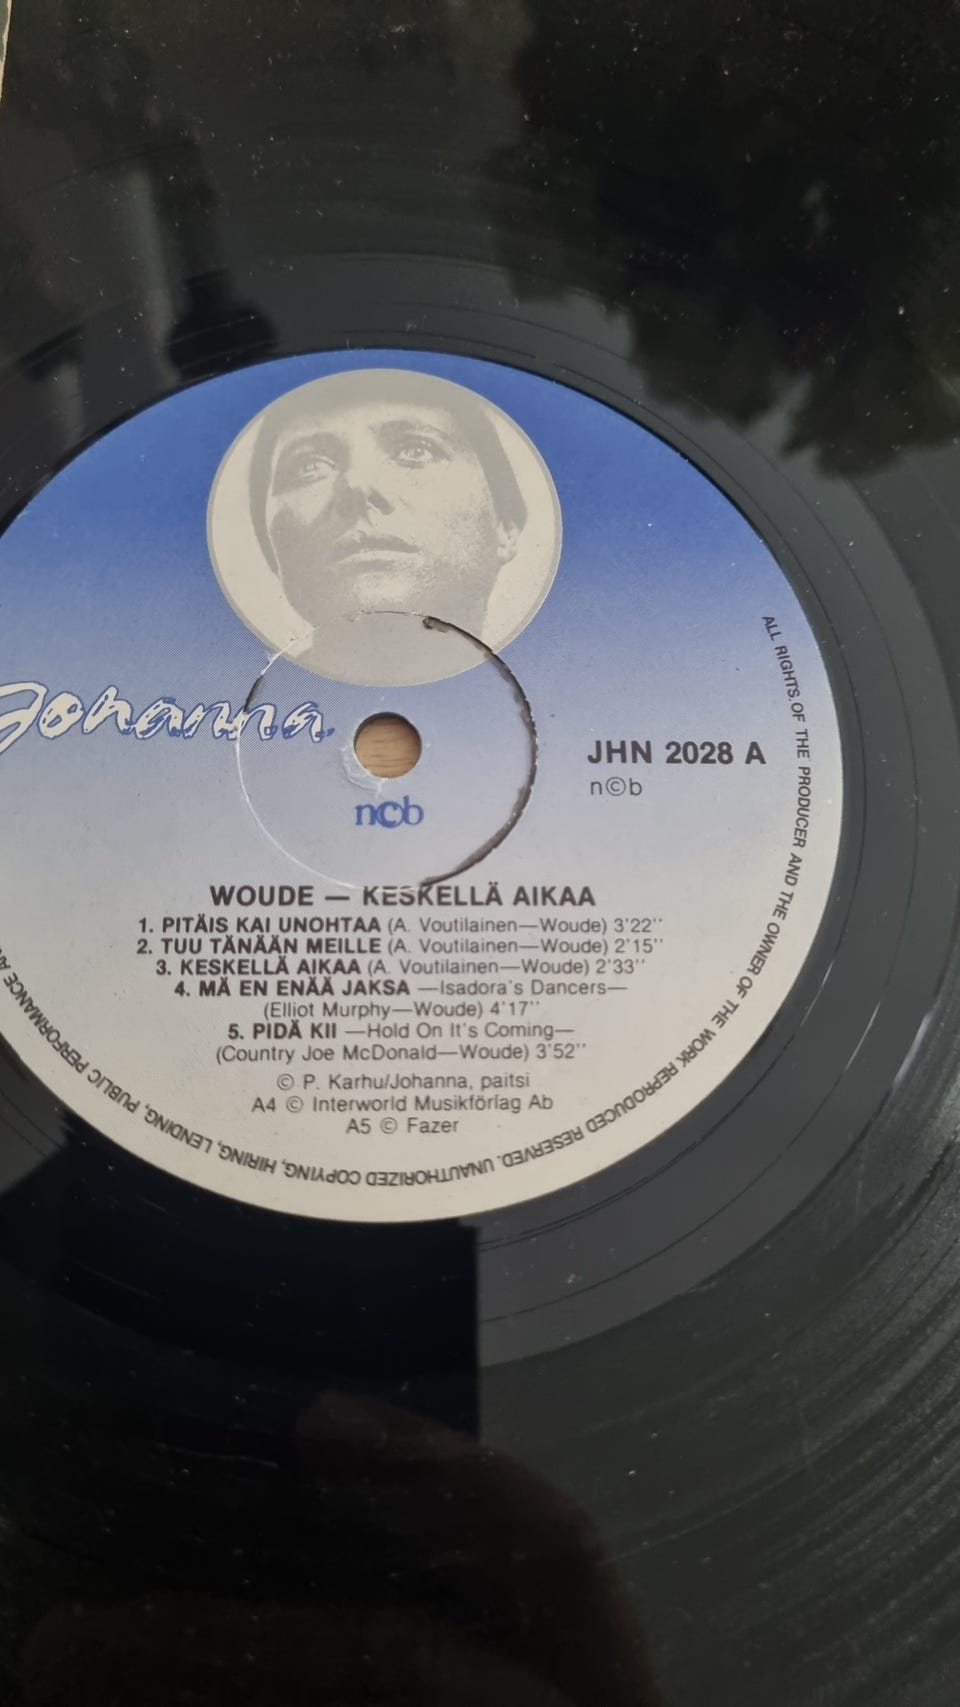 Johanna
JHN 2028 A
n©b
ncb
WOUDE — KESKELLÄ AIKAA
1. PITÄIS KAI UNOHTAA (A. Voutilainen—Woude) 3'22''
2. TUU TÄNÄÄN MEILLE (A. Voutilainen—Woude) 2'15''
3. KESKELLÄ AIKAA (A. Voutilainen—Woude) 2'33''
4. MÄ EN ENÄÄ JAKSA —Isadora's Dancers—
(Elliot Murphy—Woude) 4'17''
5. PIDÄ KII —Hold On It's Coming—
(Country Joe McDonald—Woude) 3'52''
© P. Karhu/Johanna, paitsi
A4 © Interworld Musikförlag Ab
A5 © Fazer
ALL RIGHTS OF THE PRODUCER AND THE OWNER OF THE WORK REPRODUCED RESERVED. UNAUTHORIZED COPYING, HIRING, LENDING, PUBLIC PERFORMANCE